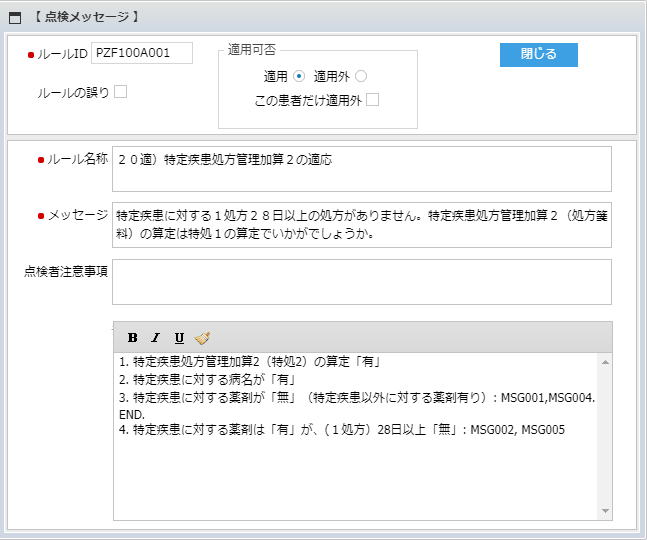 【 点検メッセージ 】
ルールID PZF100A001
適用可否
閉じる
適用 適用外
ルールの誤り
この患者だけ適用外
ルール名称 ２０適）特定疾患処方管理加算２の適応
メッセージ 特定疾患に対する１処方２８日以上の処方がありません。特定疾患処方管理加算２（処方箋
料）の算定は特処１の算定でいかがでしょうか。
点検者注意事項
B I U
1. 特定疾患処方管理加算2（特処2）の算定「有」
2. 特定疾患に対する病名が「有」
3. 特定疾患に対する薬剤が「無」（特定疾患以外に対する薬剤有り）: MSG001,MSG004.
END.
4. 特定疾患に対する薬剤は「有」が、(１処方）28日以上「無」: MSG002, MSG005